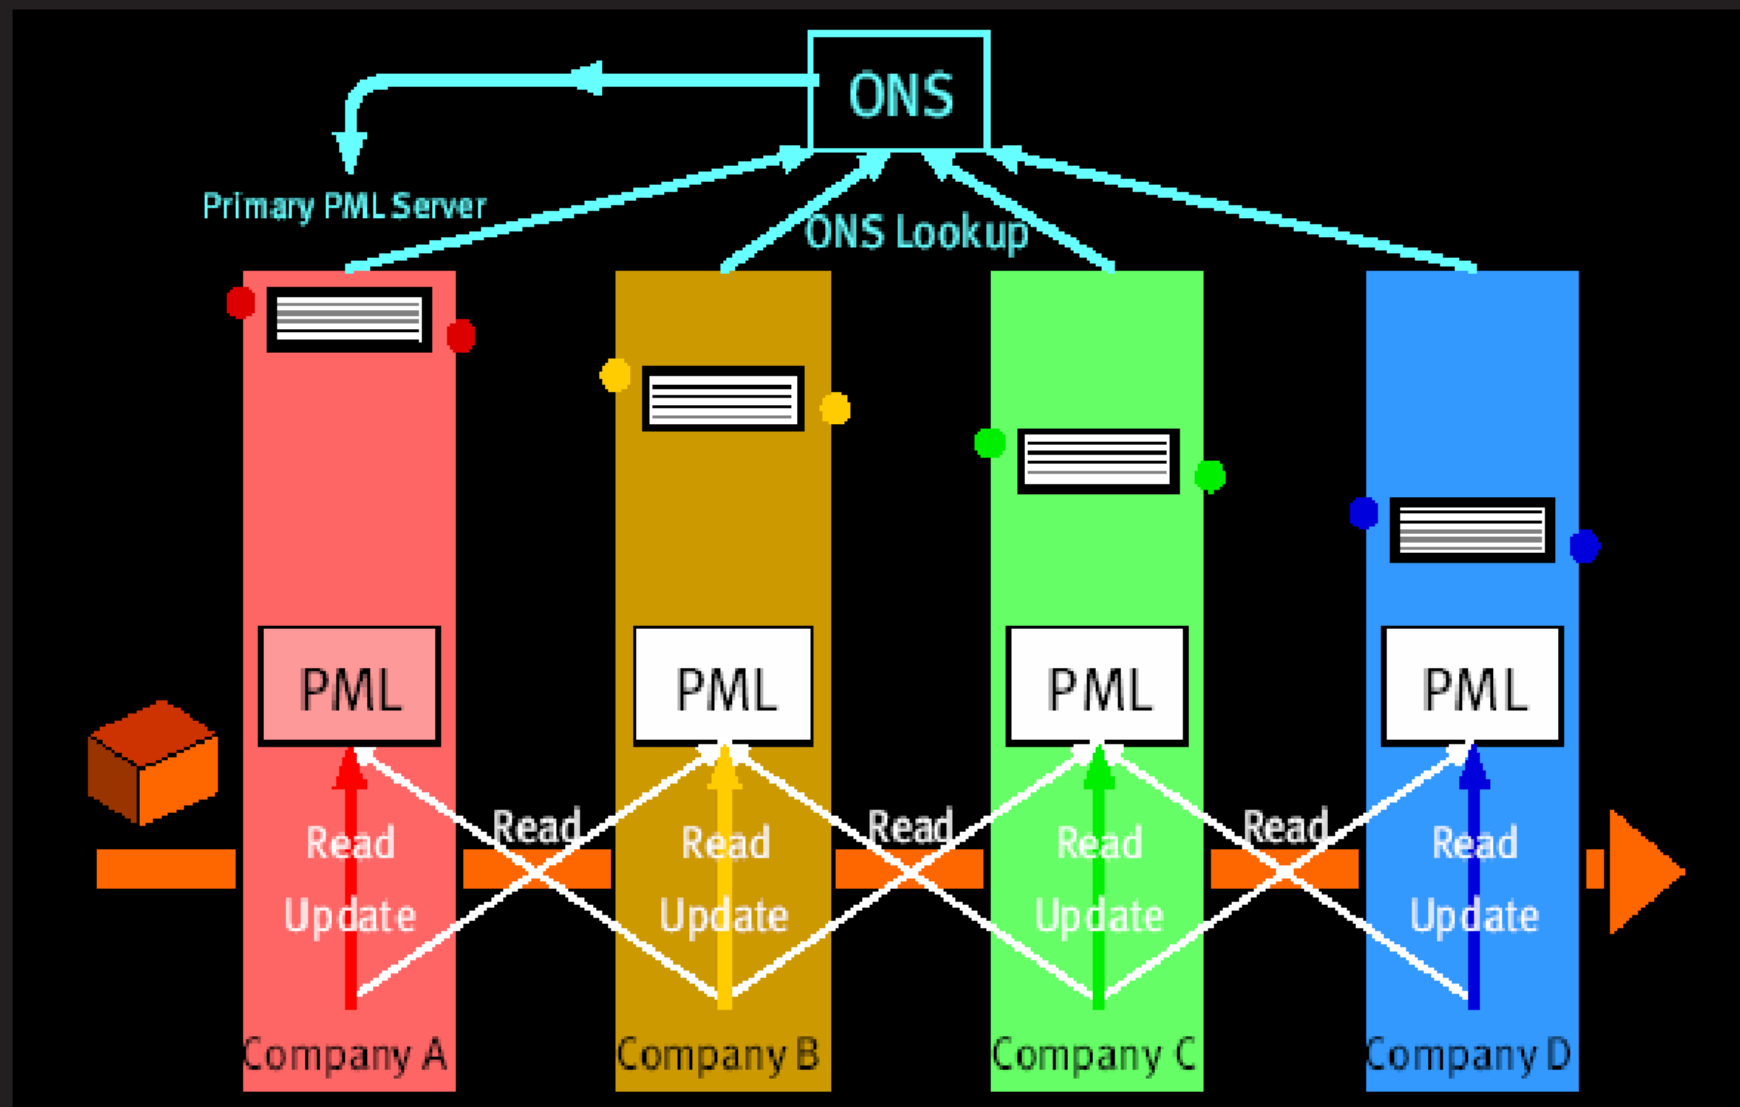 ONS
Primary PML Server
ONS Lookup
PML
PML
PML
PML
Read
Read
Read
Read
Read
Read
Read
Update
Update
Update
Update
Company A
Company B
Company C
Company D